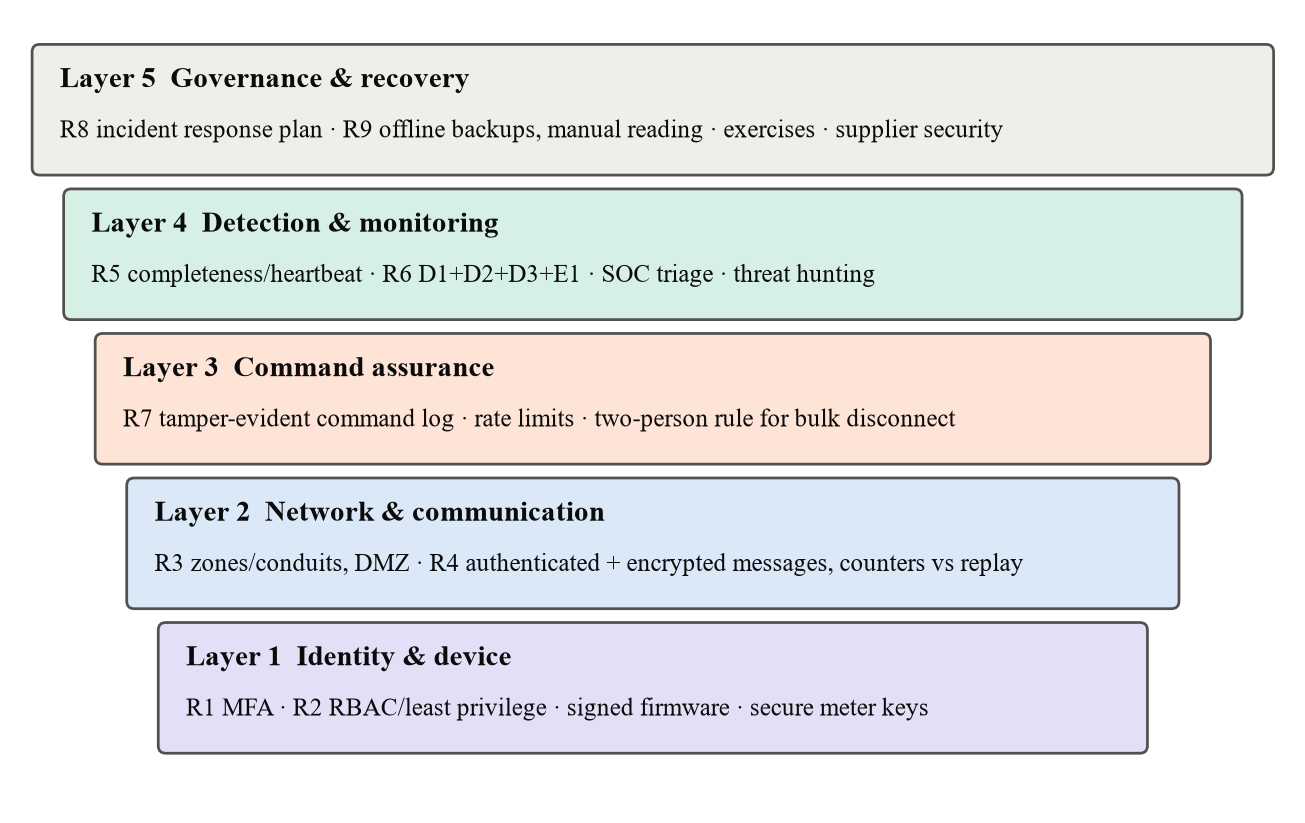 Layer 5  Governance & recovery
R8 incident response plan · R9 offline backups, manual reading · exercises · supplier security
Layer 4  Detection & monitoring
R5 completeness/heartbeat · R6 D1+D2+D3+E1 · SOC triage · threat hunting
Layer 3  Command assurance
R7 tamper-evident command log · rate limits · two-person rule for bulk disconnect
Layer 2  Network & communication
R3 zones/conduits, DMZ · R4 authenticated + encrypted messages, counters vs replay
Layer 1  Identity & device
R1 MFA · R2 RBAC/least privilege · signed firmware · secure meter keys